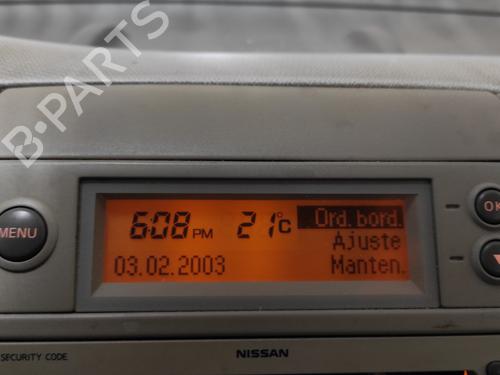 B-PARTS
MENU
6:08 PM 21°C Ord. bord.
Ajuste
03.02.2003 Manten.
OK
SECURITY CODE
NISSAN